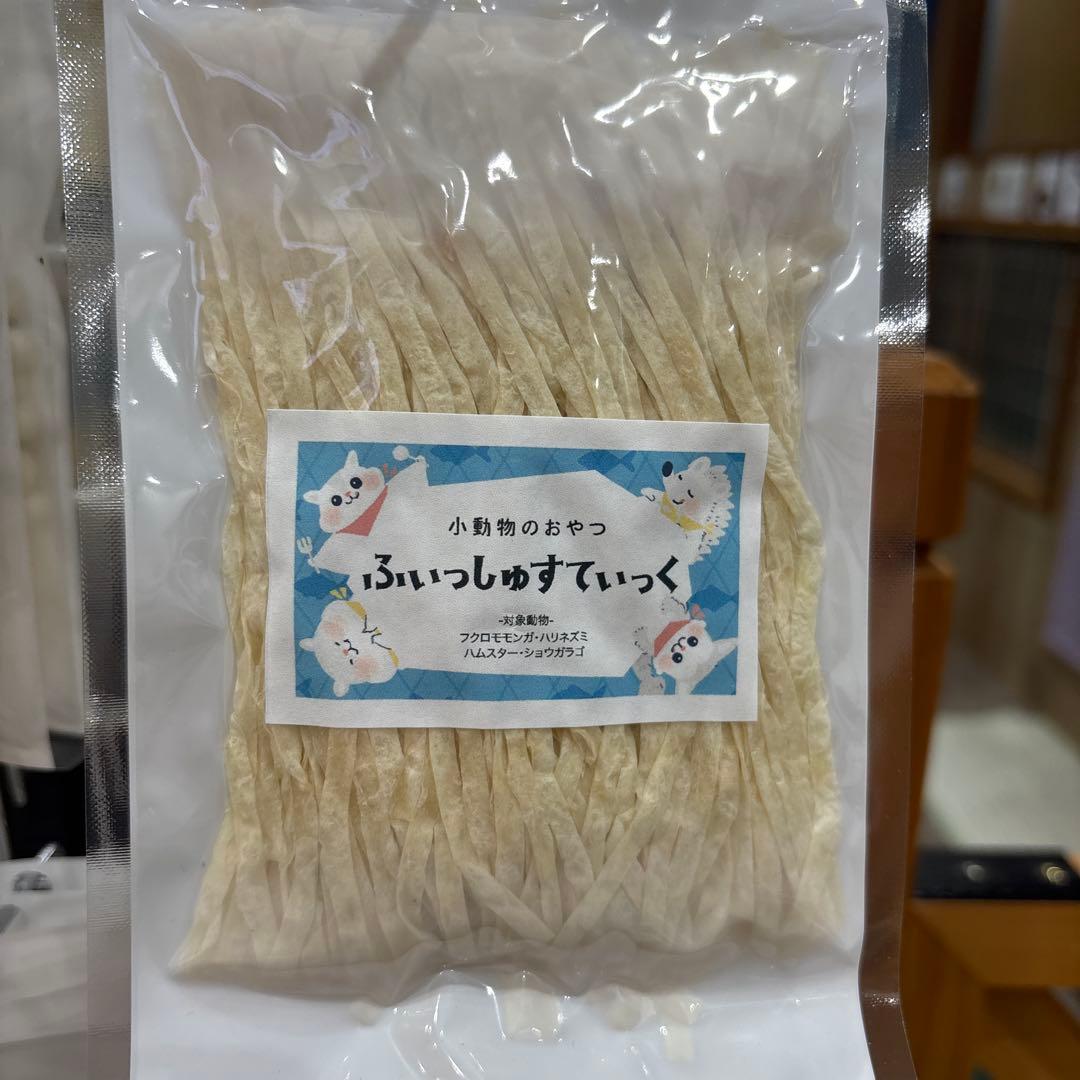 小動物のおやつ
ふぃっしゅすてぃっく
-対象動物-
フクロモモンガ・ハリネズミ
ハムスター・ショウガラゴ